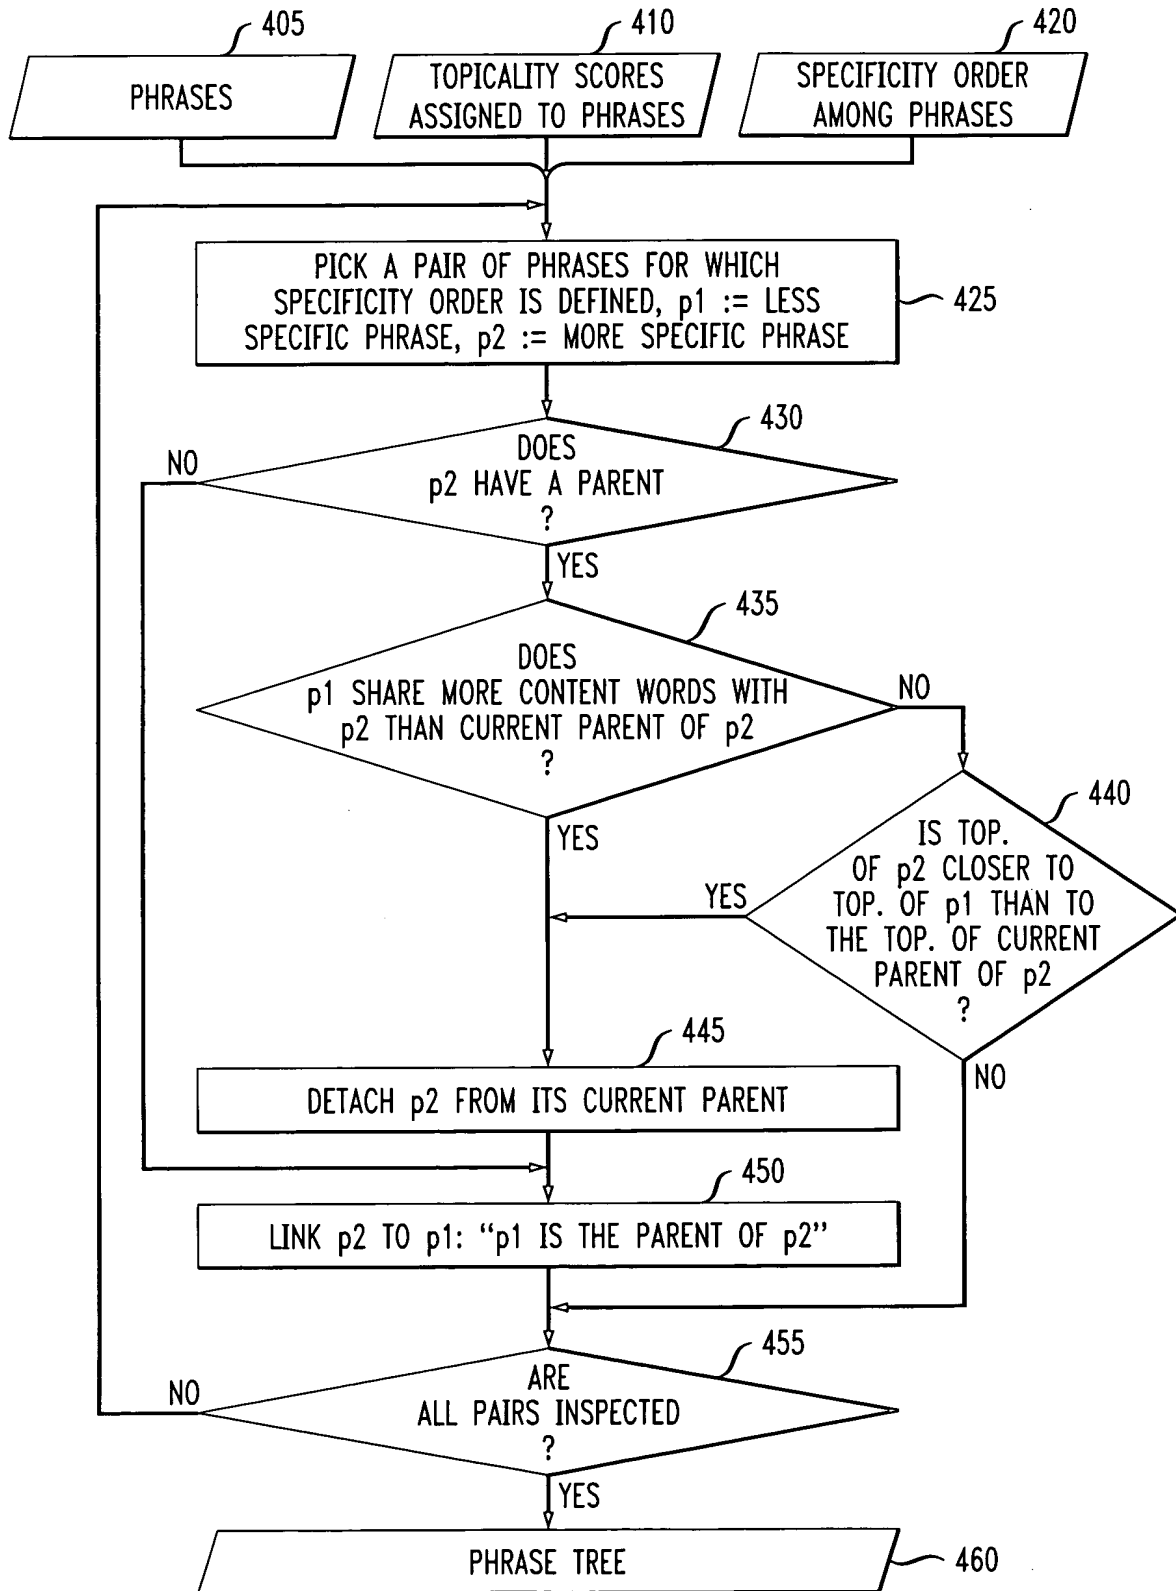 405
410
420
PHRASES
TOPICALITY SCORES
ASSIGNED TO PHRASES
SPECIFICITY ORDER
AMONG PHRASES
PICK A PAIR OF PHRASES FOR WHICH
SPECIFICITY ORDER IS DEFINED, p1 := LESS
SPECIFIC PHRASE, p2 := MORE SPECIFIC PHRASE
425
430
NO
DOES
p2 HAVE A PARENT
?
YES
435
DOES
p1 SHARE MORE CONTENT WORDS WITH
p2 THAN CURRENT PARENT OF p2
?
NO
YES
440
IS TOP.
OF p2 CLOSER TO
TOP. OF p1 THAN TO
THE TOP. OF CURRENT
PARENT OF p2
?
YES
NO
445
DETACH p2 FROM ITS CURRENT PARENT
450
LINK p2 TO p1: “p1 IS THE PARENT OF p2”
455
NO
ARE
ALL PAIRS INSPECTED
?
YES
PHRASE TREE
460